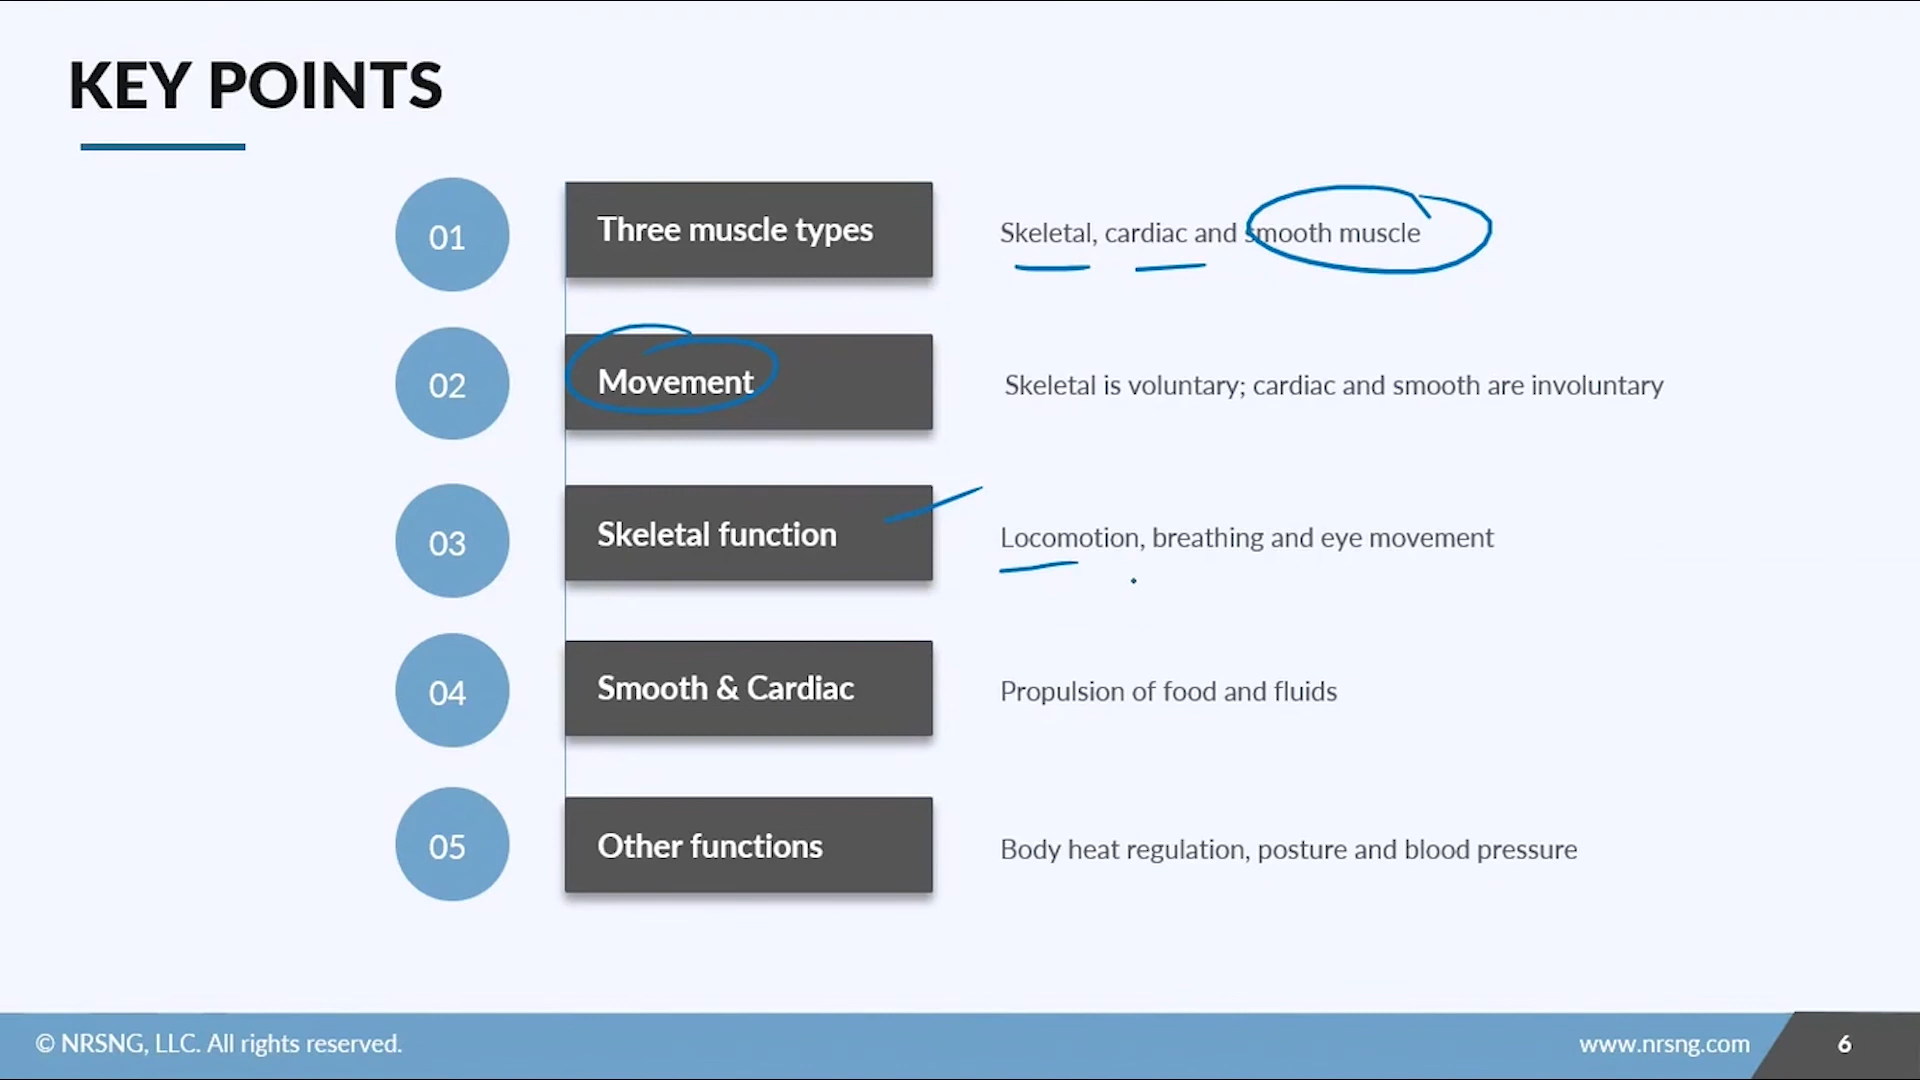 KEY POINTS
01
Three muscle types
Skeletal, cardiac and smooth muscle
02
Movement
Skeletal is voluntary; cardiac and smooth are involuntary
03
Skeletal function
Locomotion, breathing and eye movement
04
Smooth & Cardiac
Propulsion of food and fluids
05
Other functions
Body heat regulation, posture and blood pressure
© NRSNG, LLC. All rights reserved.
www.nrsng.com
6